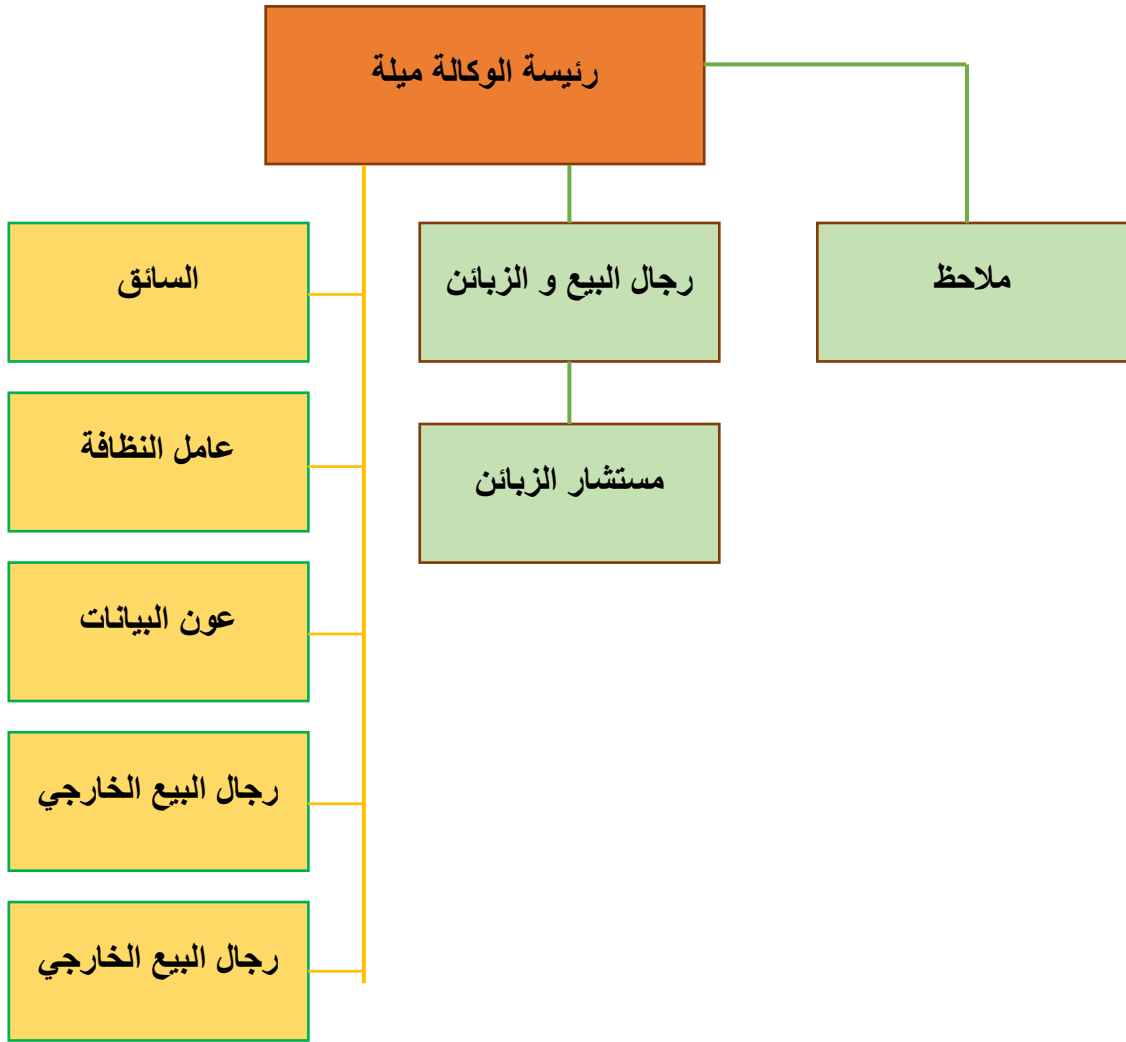 رئيسة الوكالة ميلة
ملاحظ
رجال البيع و الزبائن
السائق
مستشار الزبائن
عامل النظافة
عون البيانات
رجال البيع الخارجي
رجال البيع الخارجي